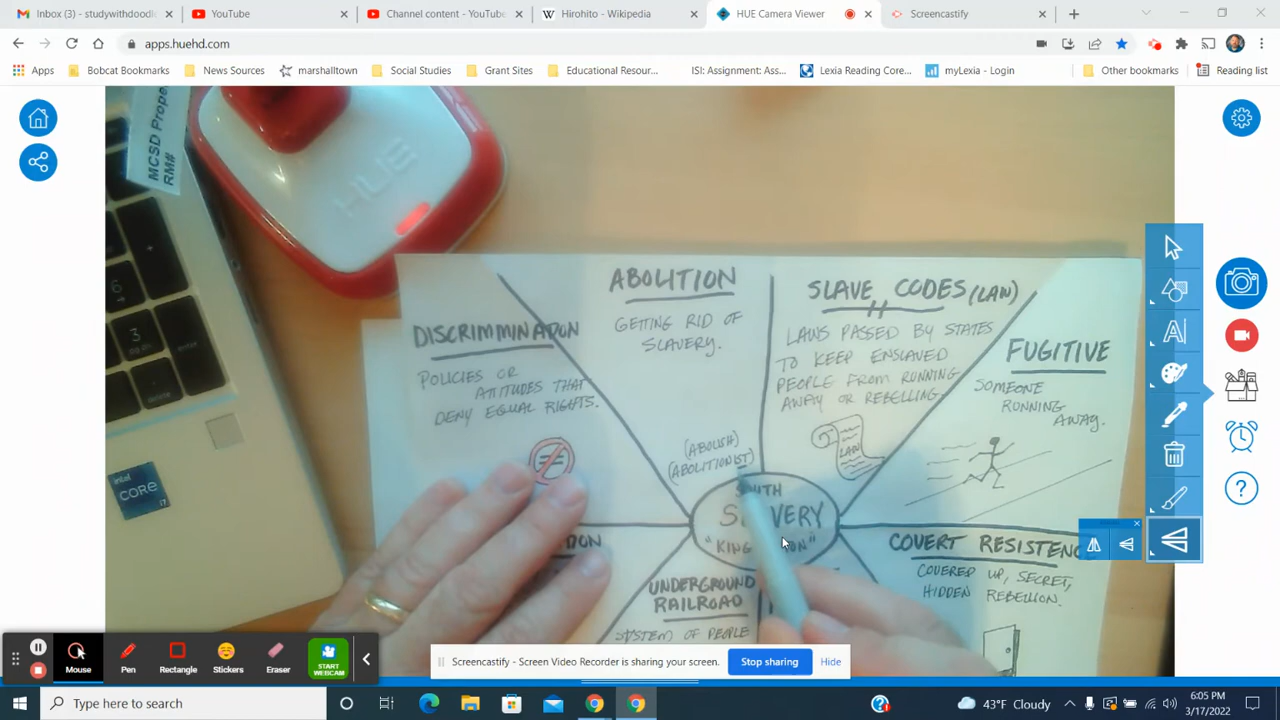 Inbox (3) - studywithdoodl
YouTube
Channel content - YouTube
Hirohito - Wikipedia
HUE Camera Viewer
Screencastify
apps.huehd.com
Apps
Bobcat Bookmarks
News Sources
marshalltown
Social Studies
Grant Sites
Educational Resour...
ISI: Assignment: Ass...
Lexia Reading Core...
myLexia - Login
Other bookmarks
Reading list
MCSD Prope
RM#
HUE
intel
CORE
i7
DISCRIMINATION
POLICIES OR
ATTITUDES THAT
DENY EQUAL RIGHTS.
ABOLITION
GETTING RID OF
SLAVERY.
(ABOLISH)
(ABOLITIONIST)
SLAVE CODES (LAW)
LAWS PASSED BY STATES
TO KEEP ENSLAVED
PEOPLE FROM RUNNING
AWAY OR REBELLING.
LAW
FUGITIVE
SOMEONE
RUNNING
AWAY.
"KING
COVERT RESISTENC
COVERED UP, SECRET,
HIDDEN REBELLION.
UNDERGROUND
RAILROAD
SYSTEM OF PEOPLE
Mouse
Pen
Rectangle
Stickers
Eraser
START
WEBCAM
Screencastify - Screen Video Recorder is sharing your screen.
Stop sharing
Hide
Type here to search
43°F Cloudy
6:05 PM
3/17/2022